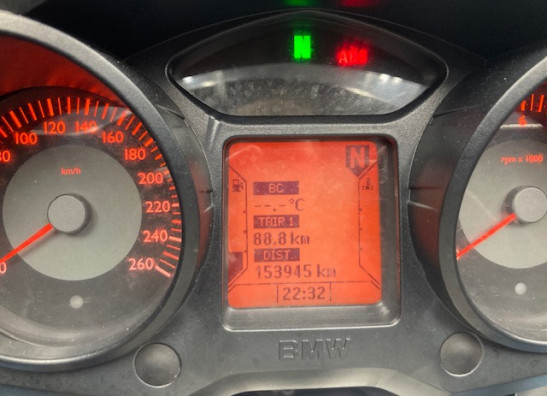 N ABS
120
100 140
80 160
180
km/h
200
220
240
260
N
BC
--.-°C
TRIP 1
88.8 km
DIST.
153945 km
22:32
rpm x 1000
BMW